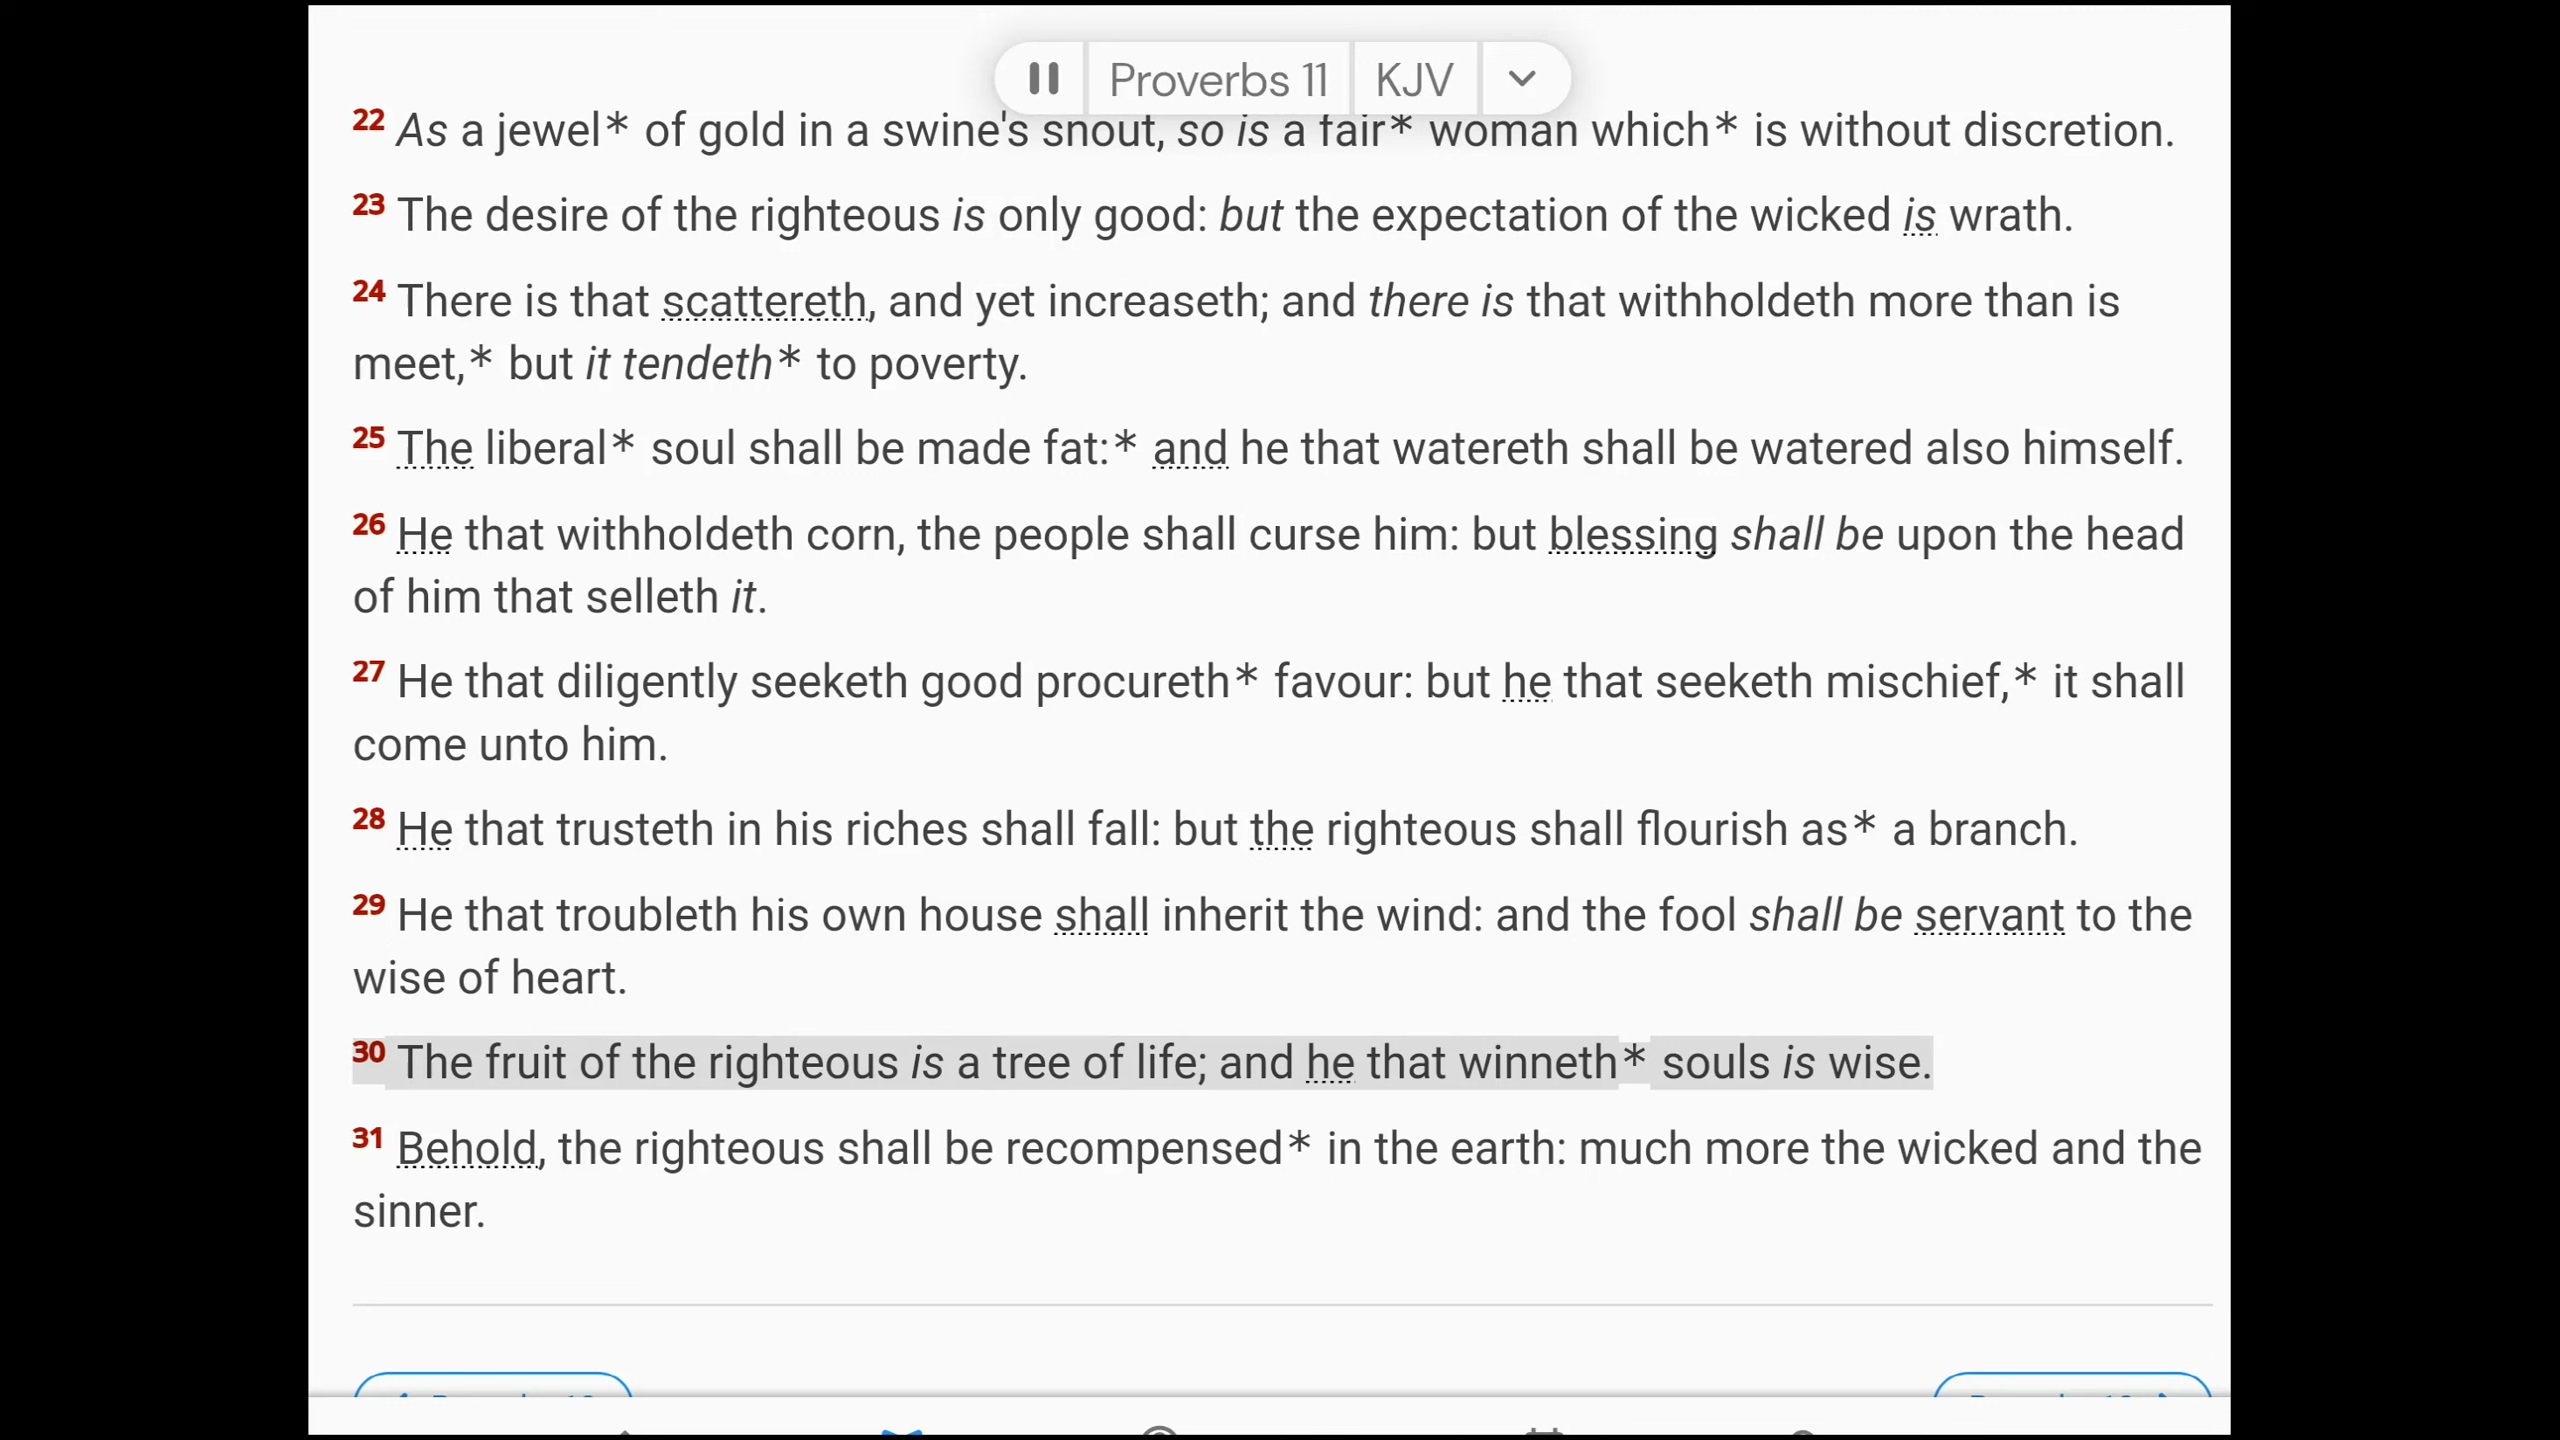 Proverbs 11 KJV
22 As a jewel* of gold in a swine's snout, so is a fair* woman which* is without discretion.
23 The desire of the righteous is only good: but the expectation of the wicked is wrath.
24 There is that scattereth, and yet increaseth; and there is that withholdeth more than is
meet,* but it tendeth* to poverty.
25 The liberal* soul shall be made fat:* and he that watereth shall be watered also himself.
26 He that withholdeth corn, the people shall curse him: but blessing shall be upon the head
of him that selleth it.
27 He that diligently seeketh good procureth* favour: but he that seeketh mischief,* it shall
come unto him.
28 He that trusteth in his riches shall fall: but the righteous shall flourish as* a branch.
29 He that troubleth his own house shall inherit the wind: and the fool shall be servant to the
wise of heart.
30 The fruit of the righteous is a tree of life; and he that winneth* souls is wise.
31 Behold, the righteous shall be recompensed* in the earth: much more the wicked and the
sinner.